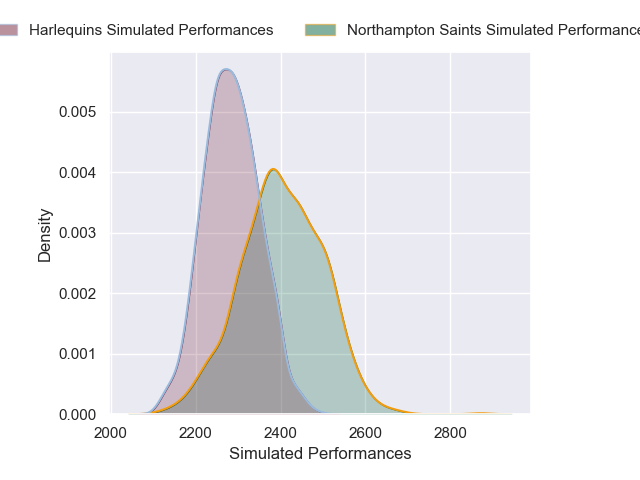 Harlequins Simulated Performances
Northampton Saints Simulated Performance
0.005
0.004
0.003
0.002
0.001
0.000
Density
2000 2200 2400 2600 2800
Simulated Performances